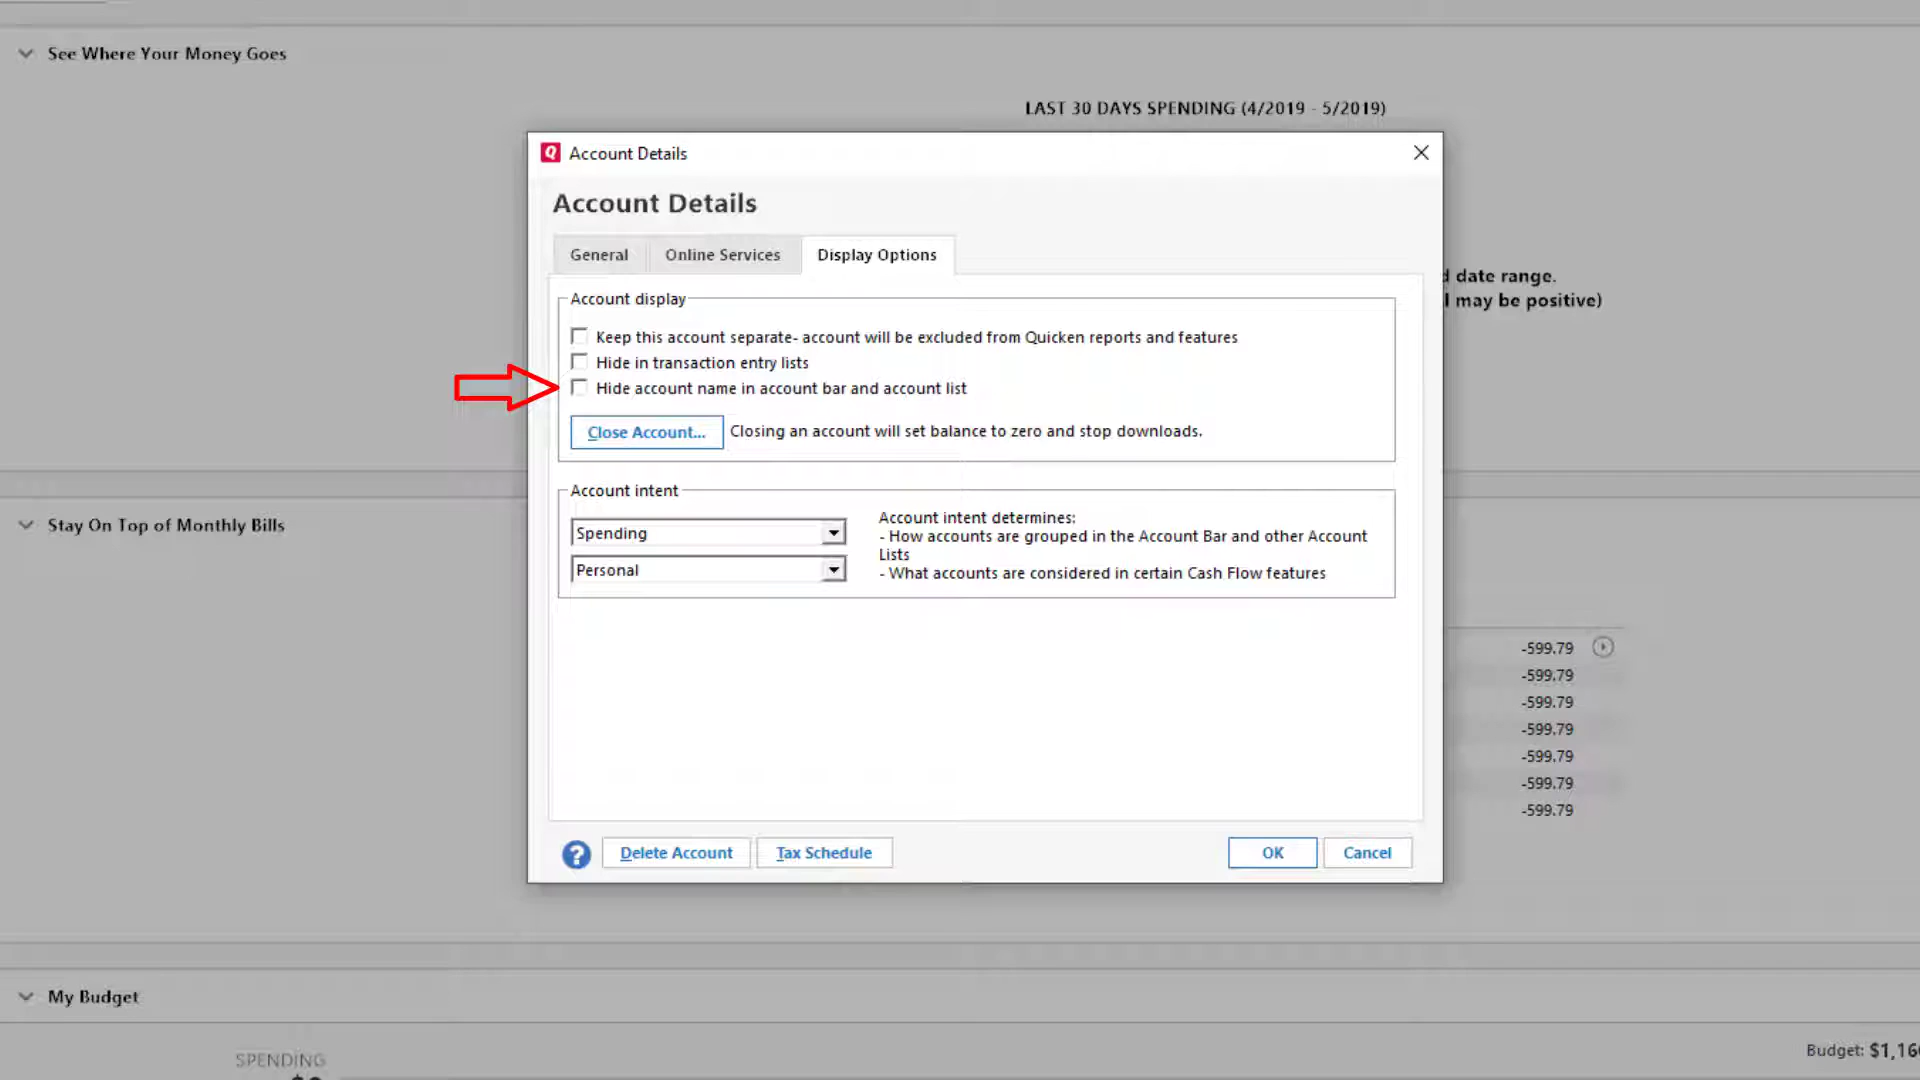 See Where Your Money Goes
LAST 30 DAYS SPENDING (4/2019 - 5/2019)
Account Details
Account Details
General
Online Services
Display Options
date range.
may be positive)
Account display
Keep this account separate- account will be excluded from Quicken reports and features
Hide in transaction entry lists
Hide account name in account bar and account list
Close Account...
Closing an account will set balance to zero and stop downloads.
Account intent
Spending
Personal
Account intent determines:
- How accounts are grouped in the Account Bar and other Account
Lists
- What accounts are considered in certain Cash Flow features
Stay On Top of Monthly Bills
-599.79
-599.79
-599.79
-599.79
-599.79
-599.79
-599.79
Delete Account
Tax Schedule
OK
Cancel
My Budget
SPENDING
Budget: $1,16